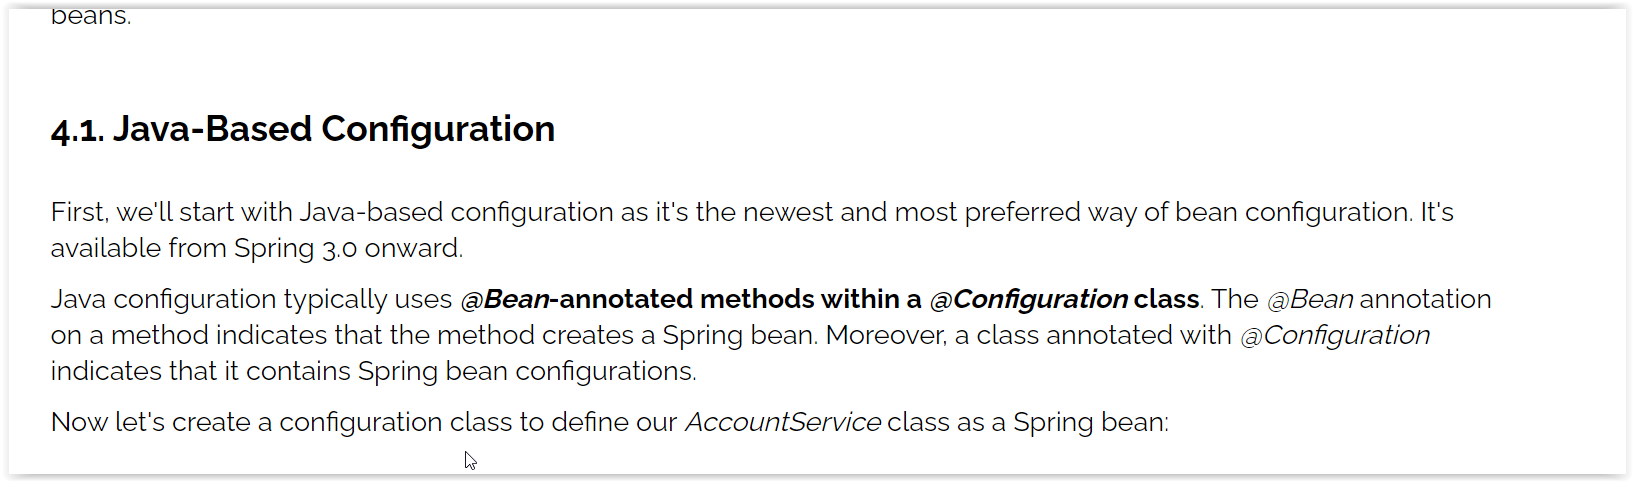 beans.
4.1. Java-Based Configuration
First, we'll start with Java-based configuration as it's the newest and most preferred way of bean configuration. It's
available from Spring 3.0 onward.
Java configuration typically uses @Bean-annotated methods within a @Configuration class. The @Bean annotation
on a method indicates that the method creates a Spring bean. Moreover, a class annotated with @Configuration
indicates that it contains Spring bean configurations.
Now let's create a configuration class to define our AccountService class as a Spring bean: